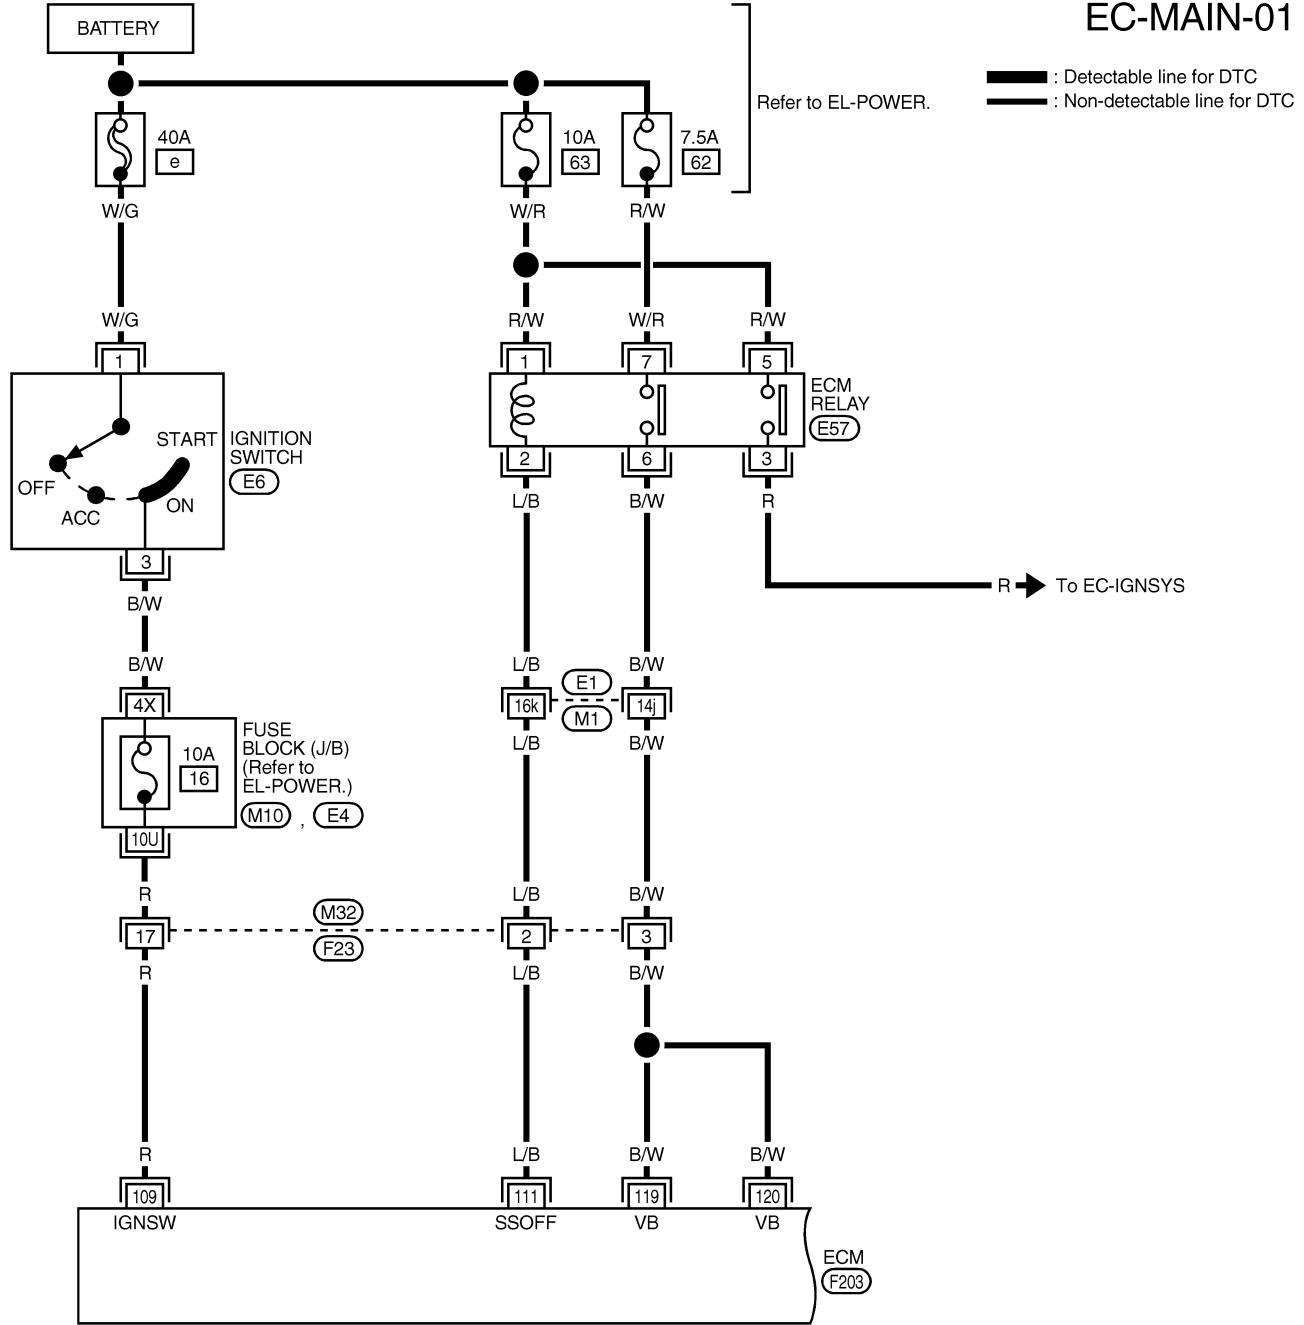 EC-MAIN-01
BATTERY
: Detectable line for DTC
: Non-detectable line for DTC
Refer to EL-POWER.
40A
e
10A
63
7.5A
62
W/G
W/R
R/W
W/G
R/W
W/R
R/W
1
1
7
5
ECM
RELAY
E57
START
OFF
ACC
ON
IGNITION
SWITCH
E6
2
6
3
L/B
B/W
R
3
B/W
R
To EC-IGNSYS
B/W
L/B
B/W
4X
16k
E1
M1
14j
L/B
B/W
10A
16
FUSE
BLOCK (J/B)
(Refer to
EL-POWER.)
M10 , E4
10U
R
L/B
B/W
17
M32
F23
2
3
R
L/B
B/W
R
L/B
B/W
B/W
109
111
119
120
IGNSW
SSOFF
VB
VB
ECM
F203